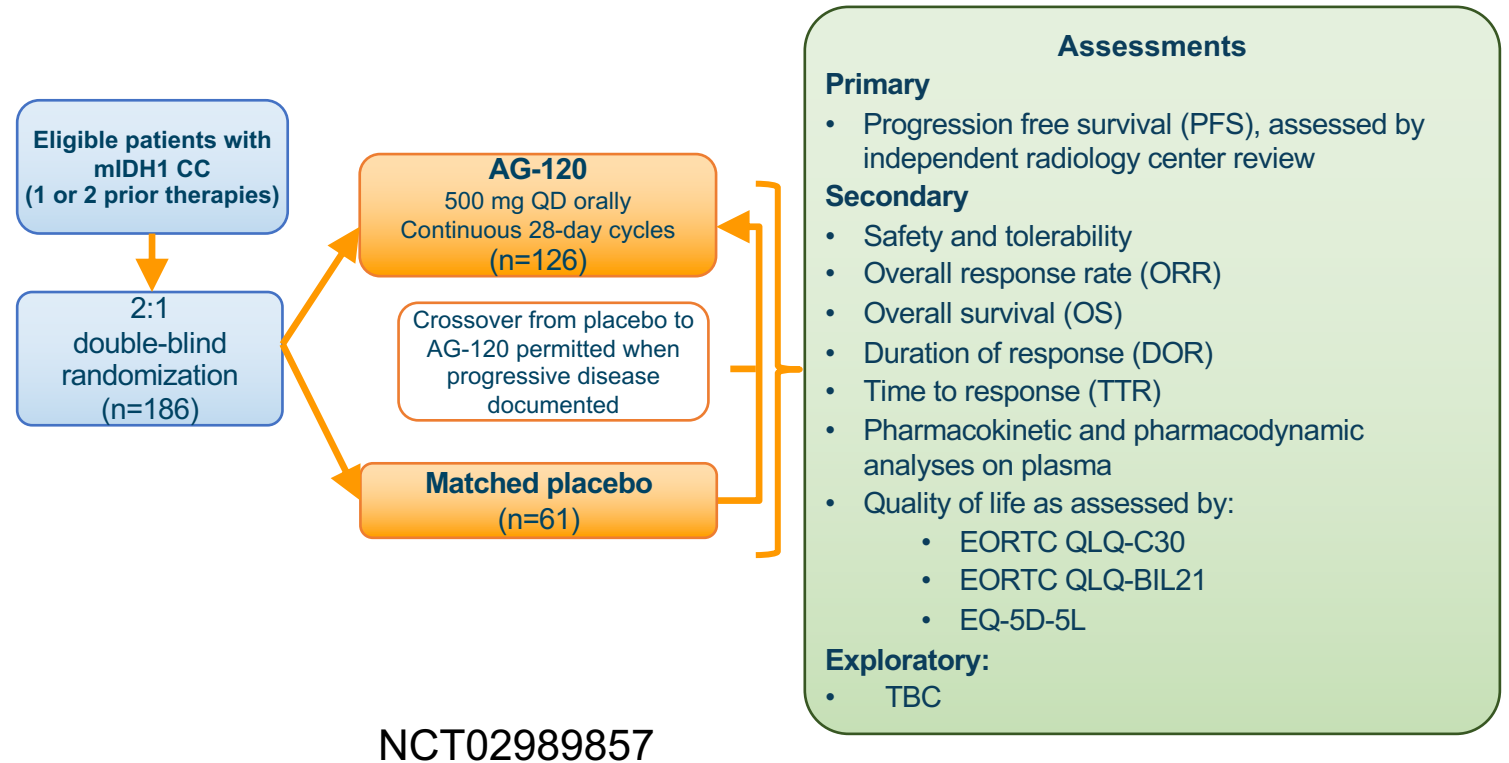 Eligible patients with
mIDH1 CC
(1 or 2 prior therapies)
2:1
double-blind
randomization
(n=186)
AG-120
500 mg QD orally
Continuous 28-day cycles
(n=126)
Crossover from placebo to
AG-120 permitted when
progressive disease
documented
Matched placebo
(n=61)
Assessments
Primary
• Progression free survival (PFS), assessed by
independent radiology center review
Secondary
• Safety and tolerability
• Overall response rate (ORR)
• Overall survival (OS)
• Duration of response (DOR)
• Time to response (TTR)
• Pharmacokinetic and pharmacodynamic
analyses on plasma
• Quality of life as assessed by:
• EORTC QLQ-C30
• EORTC QLQ-BIL21
• EQ-5D-5L
Exploratory:
• TBC
NCT02989857